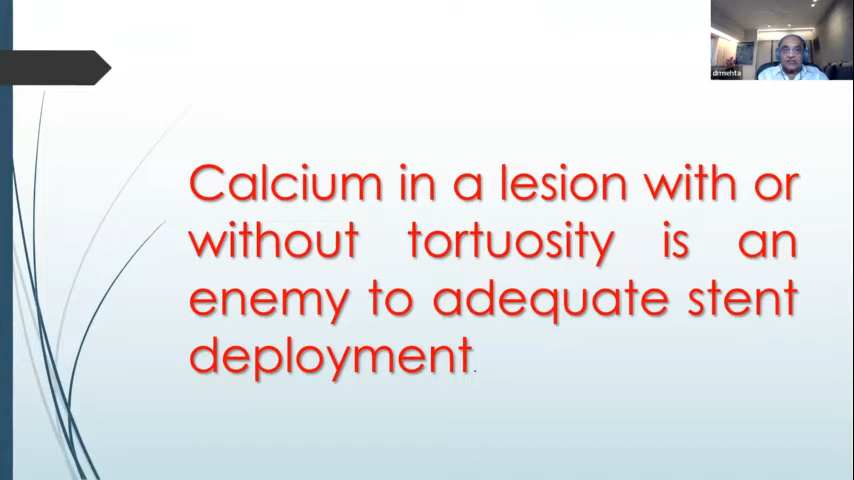 drmehta
Calcium in a lesion with or
without tortuosity is an
enemy to adequate stent
deployment.